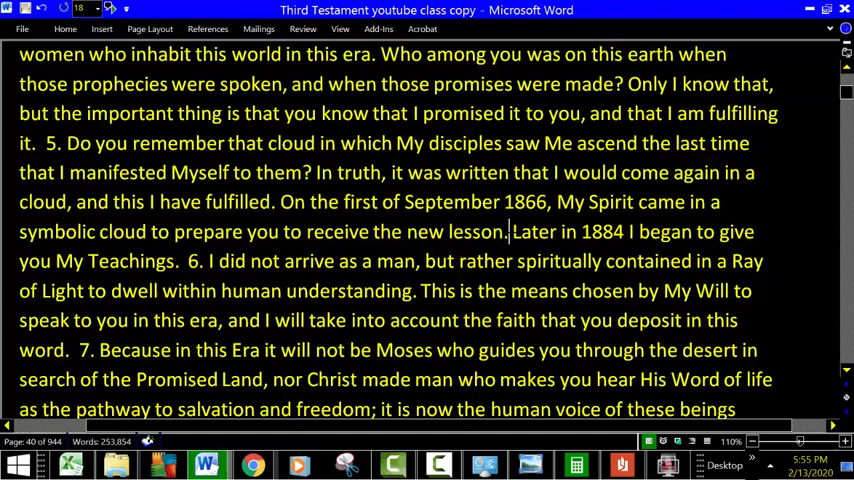 18
Third Testament youtube class copy - Microsoft Word
File Home Insert Page Layout References Mailings Review View Add-Ins Acrobat
women who inhabit this world in this era. Who among you was on this earth when
those prophecies were spoken, and when those promises were made? Only I know that,
but the important thing is that you know that I promised it to you, and that I am fulfilling
it. 5. Do you remember that cloud in which My disciples saw Me ascend the last time
that I manifested Myself to them? In truth, it was written that I would come again in a
cloud, and this I have fulfilled. On the first of September 1866, My Spirit came in a
symbolic cloud to prepare you to receive the new lesson. Later in 1884 I began to give
you My Teachings. 6. I did not arrive as a man, but rather spiritually contained in a Ray
of Light to dwell within human understanding. This is the means chosen by My Will to
speak to you in this era, and I will take into account the faith that you deposit in this
word. 7. Because in this Era it will not be Moses who guides you through the desert in
search of the Promised Land, nor Christ made man who makes you hear His Word of life
as the pathway to salvation and freedom; it is now the human voice of these beings
Page: 40 of 944 Words: 253,854 110%
Desktop
5:55 PM
2/13/2020